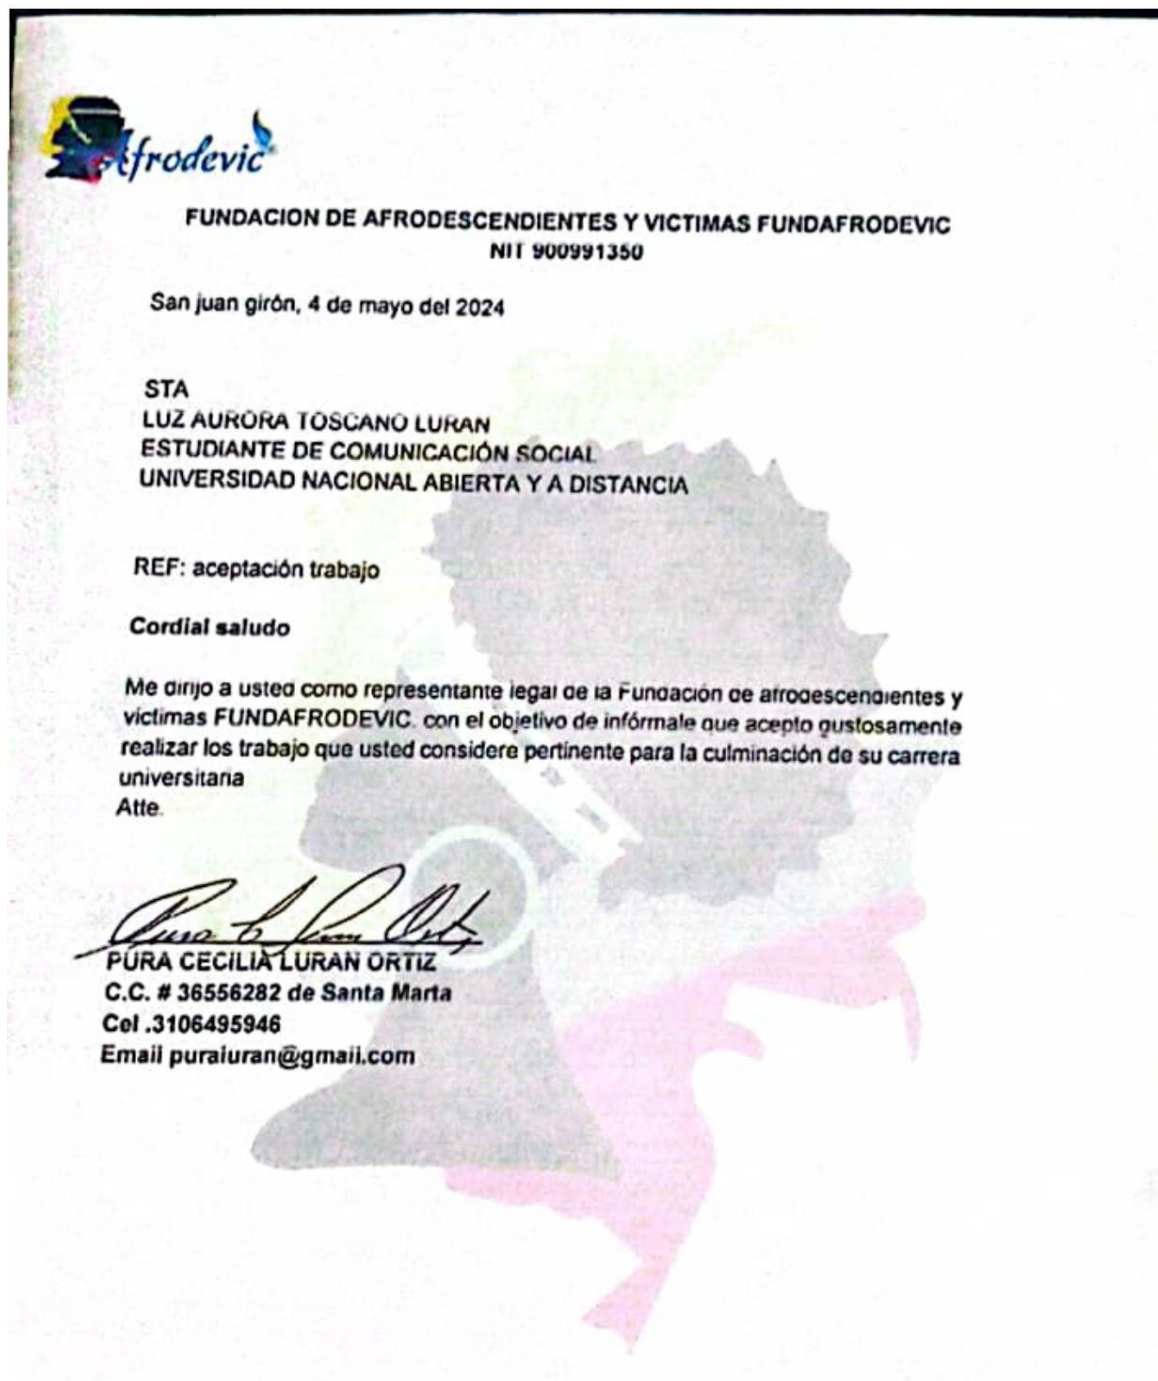 Afrodevic
FUNDACION DE AFRODESCENDIENTES Y VICTIMAS FUNDAFRODEVIC
NIT 900991350
San juan girón, 4 de mayo del 2024
STA
LUZ AURORA TOSCANO LURAN
ESTUDIANTE DE COMUNICACIÓN SOCIAL
UNIVERSIDAD NACIONAL ABIERTA Y A DISTANCIA
REF: aceptación trabajo
Cordial saludo
Me dirijo a usted como representante legal de la Fundación de afrodescendientes y
victimas FUNDAFRODEVIC. con el objetivo de infórmale que acepto gustosamente
realizar los trabajo que usted considere pertinente para la culminación de su carrera
universitaria
Atte.
Pura C Luran Ortiz
PURA CECILIA LURAN ORTIZ
C.C. # 36556282 de Santa Marta
Cel .3106495946
Email puraluran@gmail.com